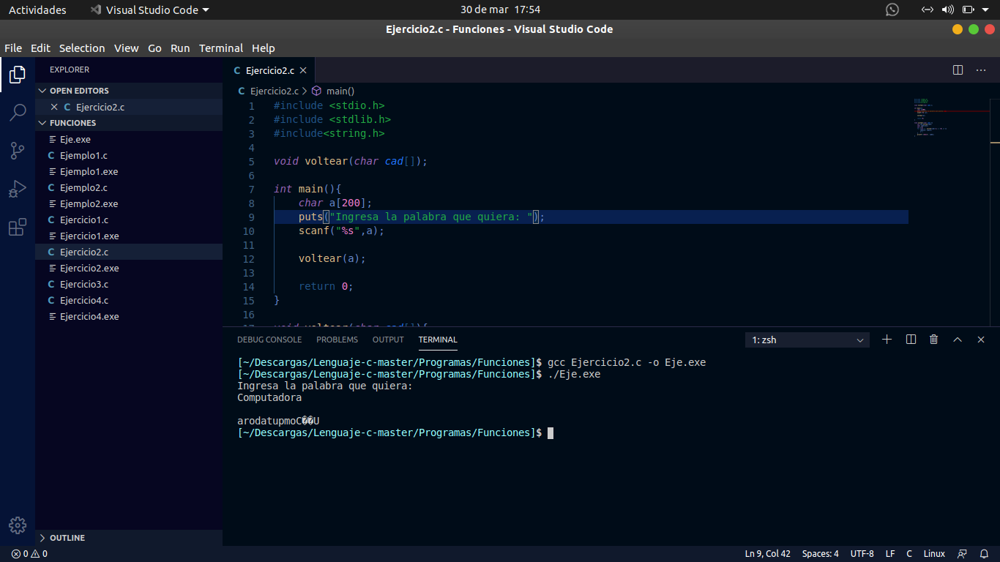 Actividades Visual Studio Code 30 de mar 17:54
Ejercicio2.c - Funciones - Visual Studio Code
File Edit Selection View Go Run Terminal Help
EXPLORER
OPEN EDITORS
Ejercicio2.c
FUNCIONES
Eje.exe
Ejemplo1.c
Ejemplo1.exe
Ejemplo2.c
Ejemplo2.exe
Ejercicio1.c
Ejercicio1.exe
Ejercicio2.c
Ejercicio2.exe
Ejercicio3.c
Ejercicio4.c
Ejercicio4.exe
OUTLINE
C Ejercicio2.c
C Ejercicio2.c > main()
1 #include <stdio.h>
2 #include <stdlib.h>
3 #include<string.h>
4
5 void voltear(char cad[]);
6
7 int main(){
8 char a[200];
9 puts("Ingresa la palabra que quiera: ");
10 scanf("%s",a);
11
12 voltear(a);
13
14 return 0;
15 }
16
17 void voltear(char cad[]){
DEBUG CONSOLE PROBLEMS OUTPUT TERMINAL 1: zsh
[~/Descargas/Lenguaje-c-master/Programas/Funciones]$ gcc Ejercicio2.c -o Eje.exe
[~/Descargas/Lenguaje-c-master/Programas/Funciones]$ ./Eje.exe
Ingresa la palabra que quiera:
Computadora
arodatupmoC��U
[~/Descargas/Lenguaje-c-master/Programas/Funciones]$
0 0 Ln 9, Col 42 Spaces: 4 UTF-8 LF C Linux